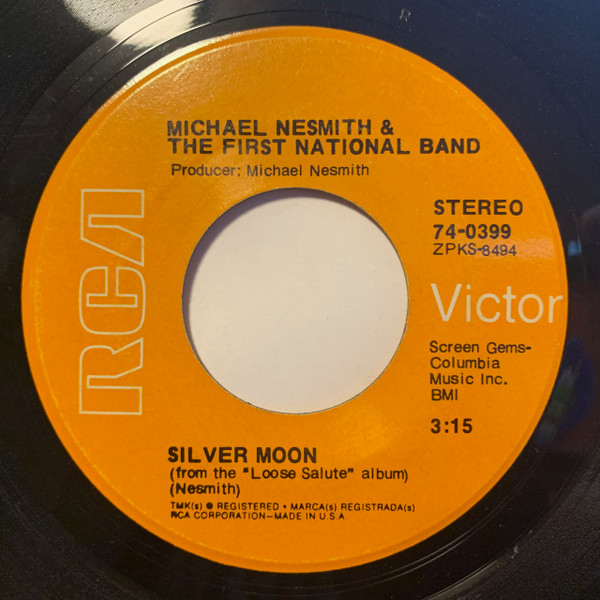 MICHAEL NESMITH &
THE FIRST NATIONAL BAND
Producer: Michael Nesmith
RCA
STEREO
74-0399
ZPKS-8494
Victor
Screen Gems-
Columbia
Music Inc.
BMI
3:15
SILVER MOON
(from the "Loose Salute" album)
(Nesmith)
TMK(s) ® REGISTERED • MARCA(s) REGISTRADA(s)
RCA CORPORATION—MADE IN U.S.A.